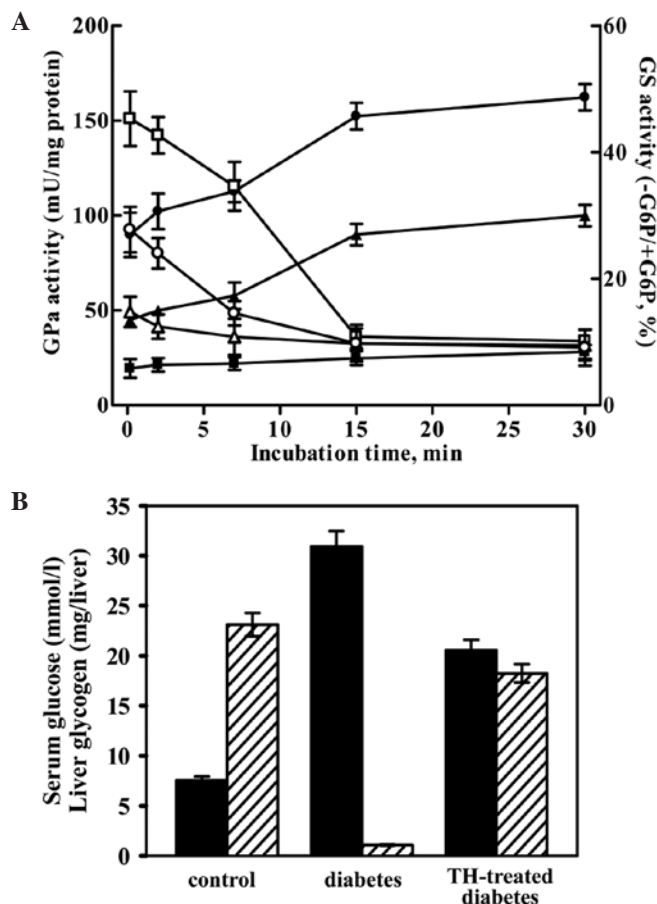 A
200
150
100
50
0
GPa activity (mU/mg protein)
60
40
20
0
GS activity (-G6P/+G6P, %)
0
5
10
15
20
25
30
Incubation time, min
B
35
30
25
20
15
10
5
0
Serum glucose (mmol/l)
Liver glycogen (mg/liver)
control
diabetes
TH-treated
diabetes